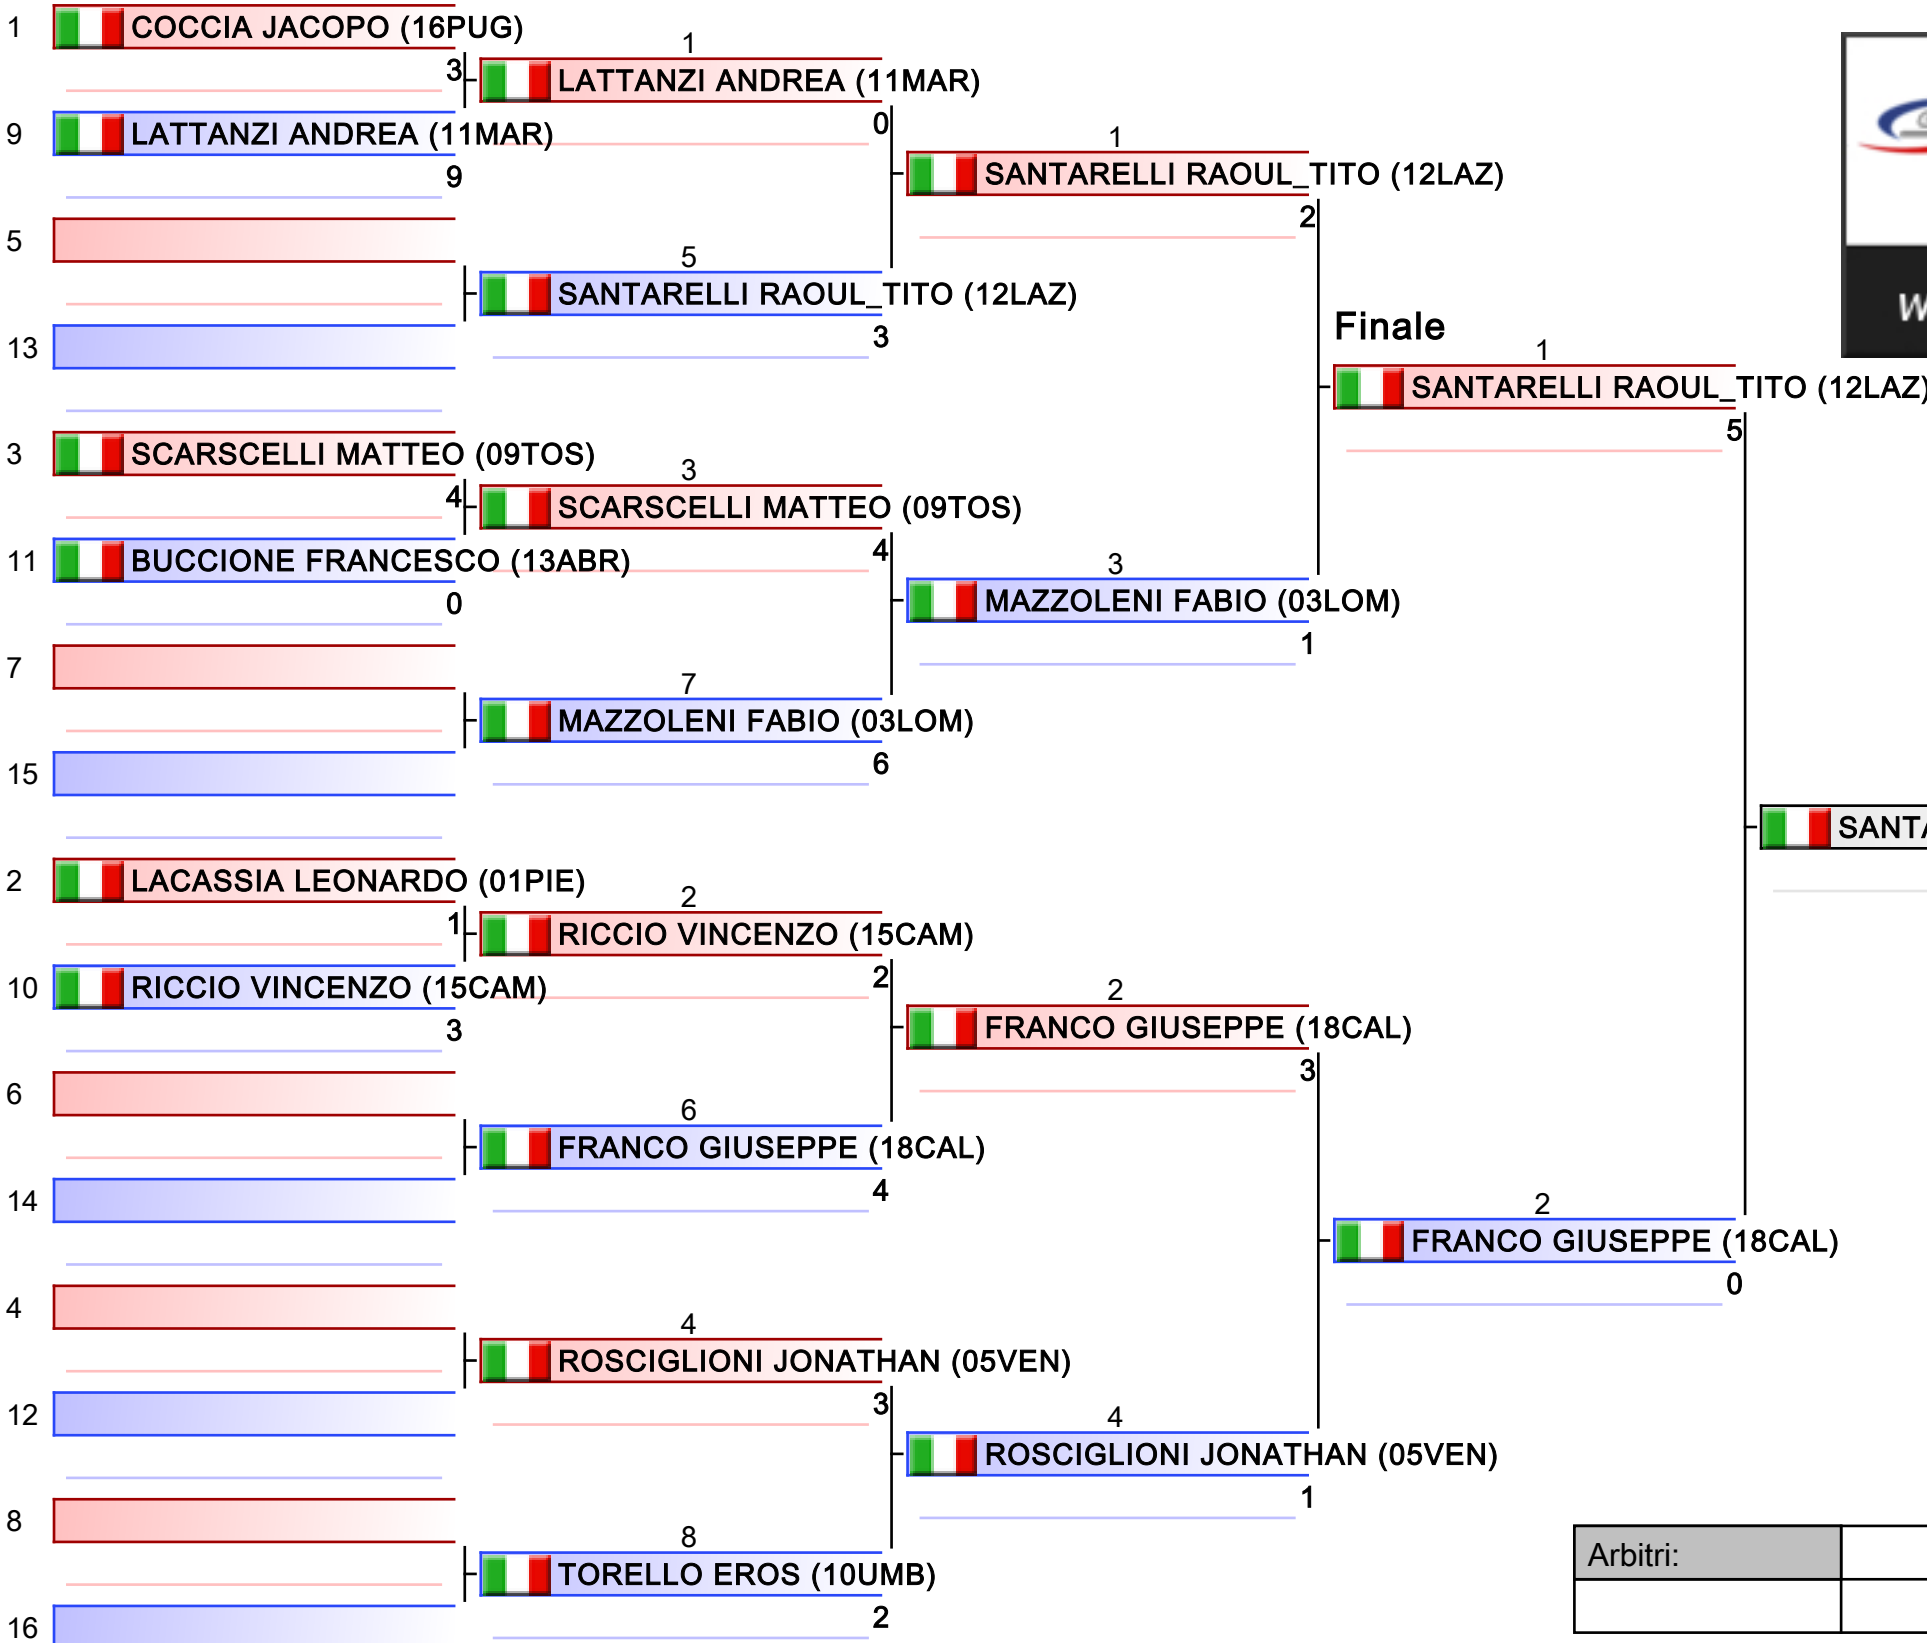 1 COCCIA JACOPO (16PUG)
3
9 LATTANZI ANDREA (11MAR)
9
5
13
3 SCARSCELLI MATTEO (09TOS)
4
11 BUCCIONE FRANCESCO (13ABR)
0
7
15
2 LACASSIA LEONARDO (01PIE)
1
10 RICCIO VINCENZO (15CAM)
3
6
14
4
12
8
16
1
LATTANZI ANDREA (11MAR)
0
5
SANTARELLI RAOUL_TITO (12LAZ)
3
3
SCARSCELLI MATTEO (09TOS)
4
7
MAZZOLENI FABIO (03LOM)
6
2
RICCIO VINCENZO (15CAM)
2
6
FRANCO GIUSEPPE (18CAL)
4
4
ROSCIGLIONI JONATHAN (05VEN)
3
8
TORELLO EROS (10UMB)
2
1
SANTARELLI RAOUL_TITO (12LAZ)
2
3
MAZZOLENI FABIO (03LOM)
1
2
FRANCO GIUSEPPE (18CAL)
3
4
ROSCIGLIONI JONATHAN (05VEN)
1
Finale
1
SANTARELLI RAOUL_TITO (12LAZ)
5
2
FRANCO GIUSEPPE (18CAL)
0
SANTA
Arbitri: